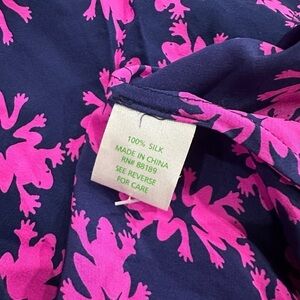 100% SILK
MADE IN CHINA
RN# 88189
SEE REVERSE
FOR CARE